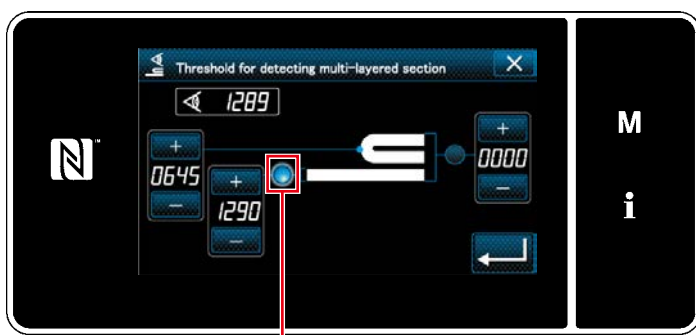 Threshold for detecting multi-layered section
1289
+
0645
−
+
1290
−
+
0000
−
M
i
N